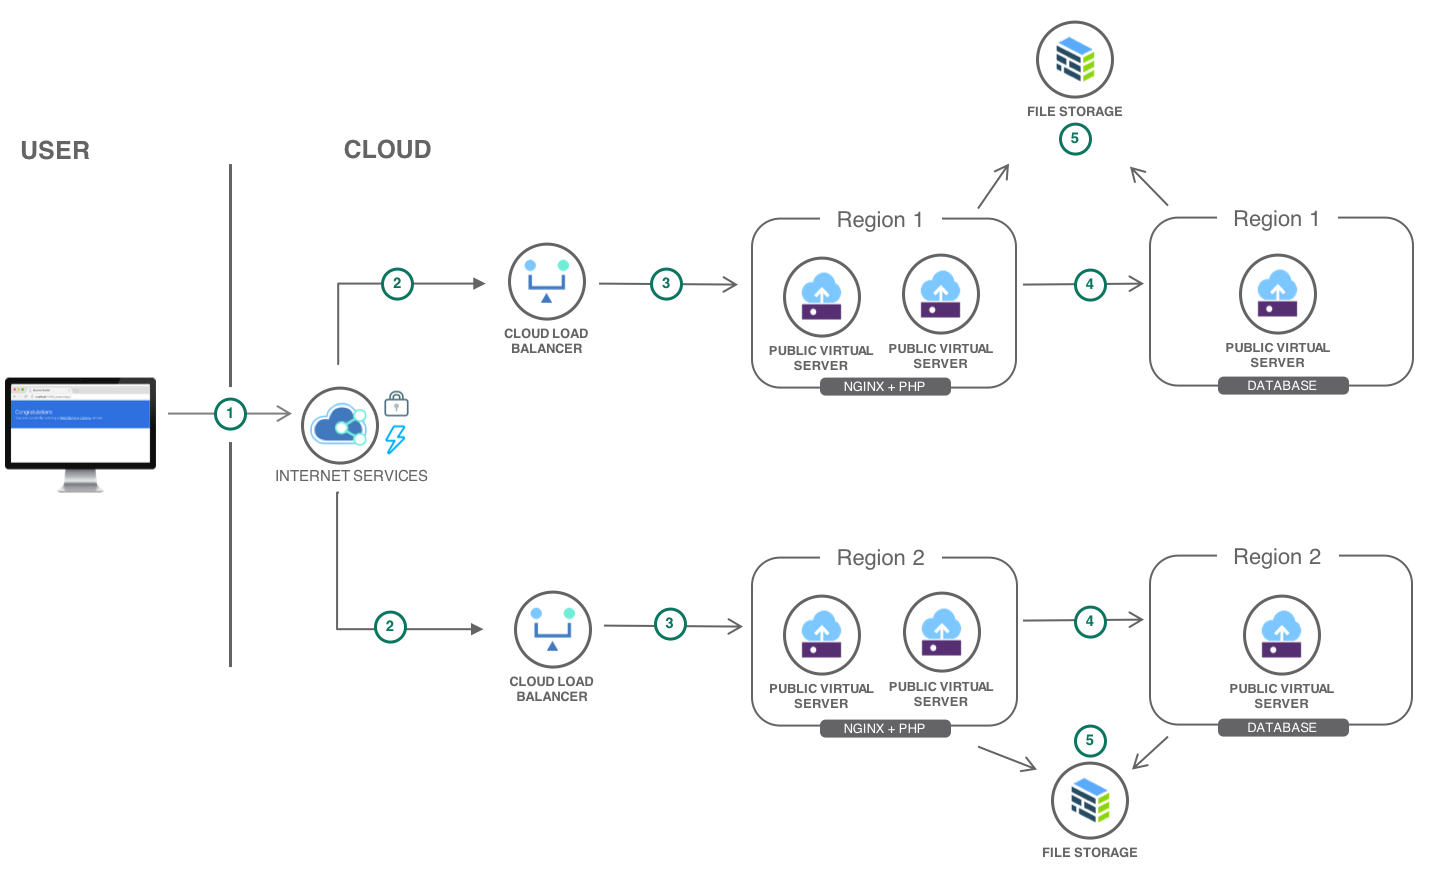 USER
CLOUD
FILE STORAGE
5
Region 1
Region 1
2
3
4
CLOUD LOAD
BALANCER
PUBLIC VIRTUAL
SERVER
PUBLIC VIRTUAL
SERVER
NGINX + PHP
PUBLIC VIRTUAL
SERVER
DATABASE
Congratulations
1
INTERNET SERVICES
Region 2
Region 2
2
3
4
CLOUD LOAD
BALANCER
PUBLIC VIRTUAL
SERVER
PUBLIC VIRTUAL
SERVER
NGINX + PHP
PUBLIC VIRTUAL
SERVER
DATABASE
5
FILE STORAGE